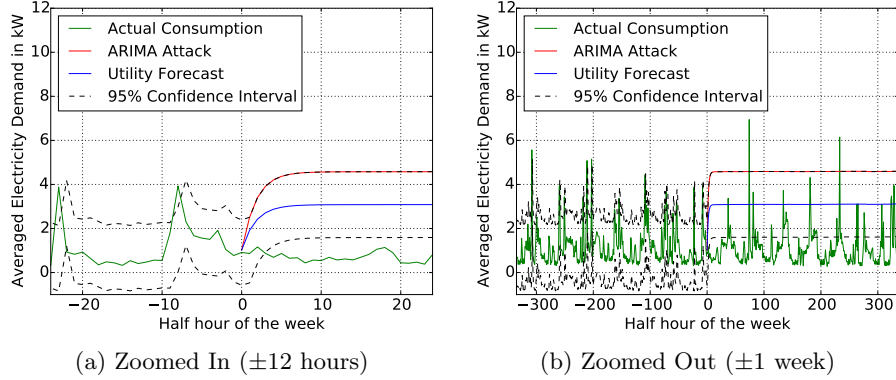 12
10
8
6
4
2
0
Averaged Electricity Demand in kW
Actual Consumption
ARIMA Attack
Utility Forecast
95% Confidence Interval
−20 −10 0 10 20
Half hour of the week
(a) Zoomed In (±12 hours)
12
10
8
6
4
2
0
Averaged Electricity Demand in kW
Actual Consumption
ARIMA Attack
Utility Forecast
95% Confidence Interval
−300 −200 −100 0 100 200 300
Half hour of the week
(b) Zoomed Out (±1 week)